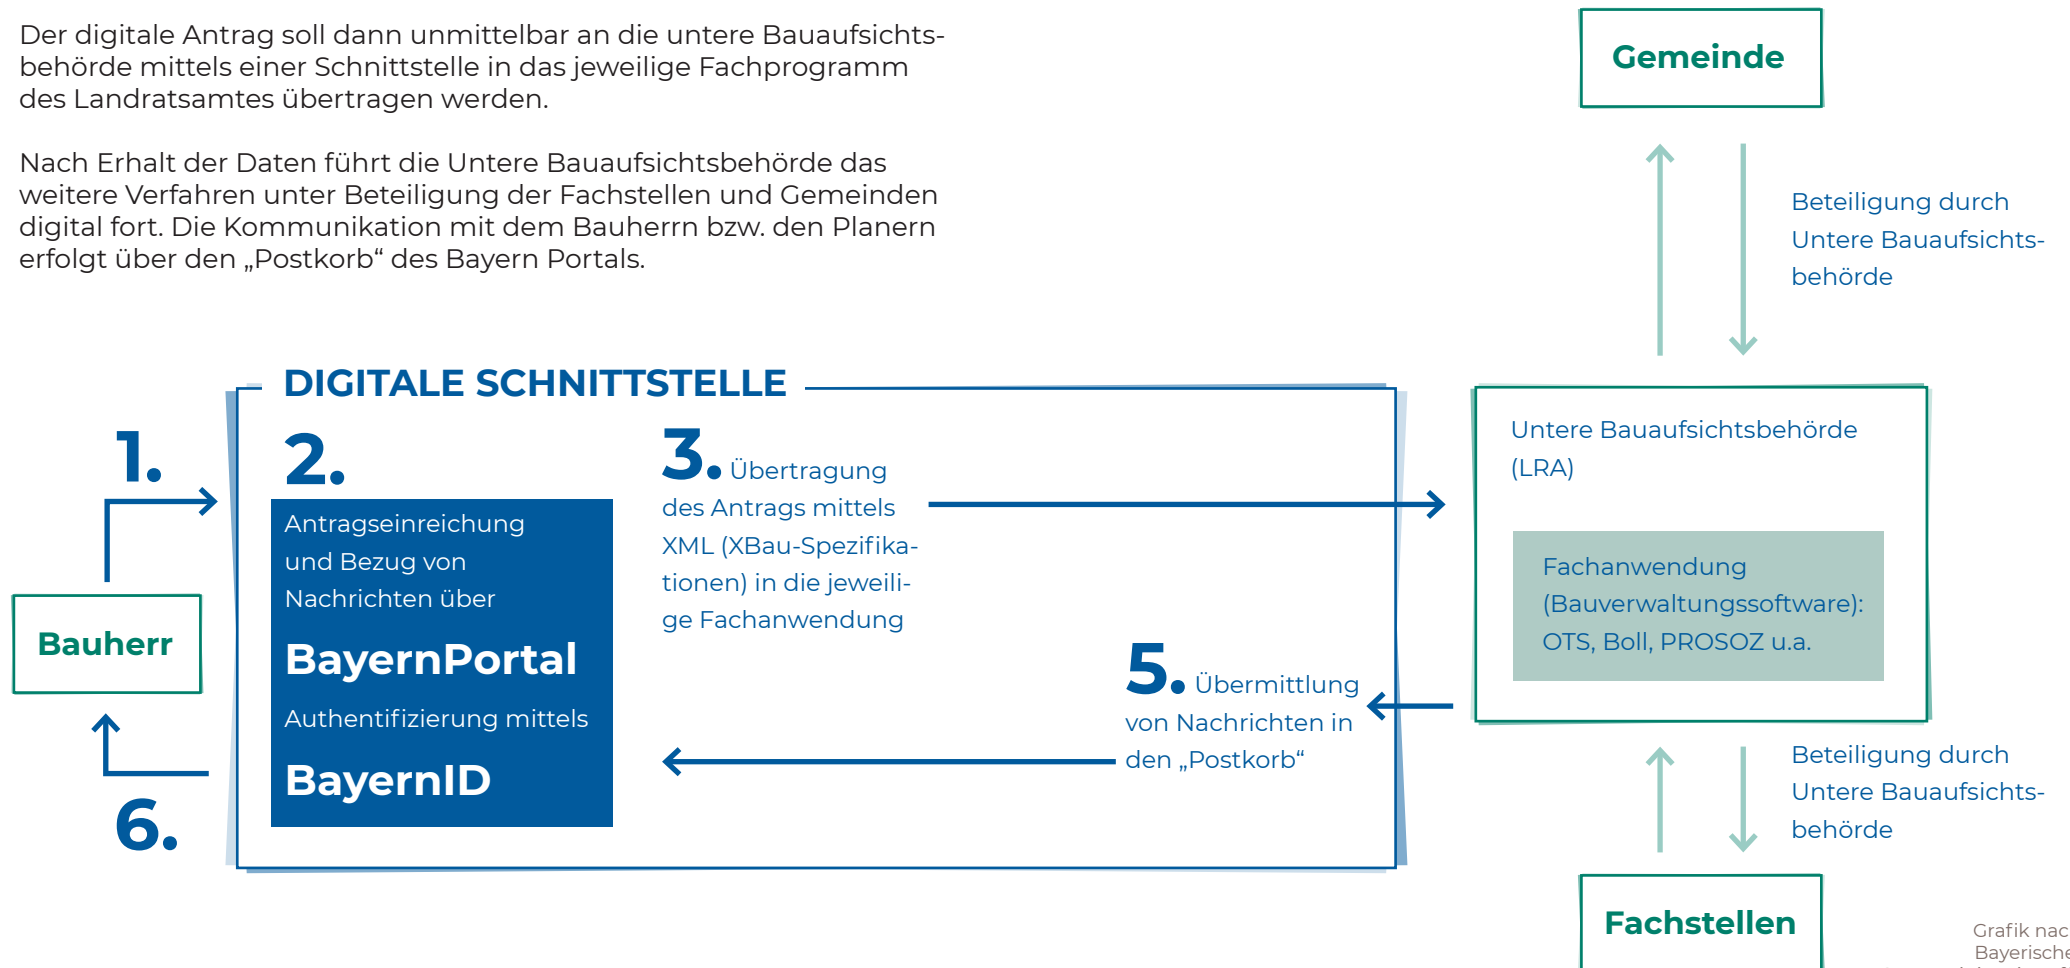 Der digitale Antrag soll dann unmittelbar an die untere Bauaufsichts-
behörde mittels einer Schnittstelle in das jeweilige Fachprogramm
des Landratsamtes übertragen werden.
Nach Erhalt der Daten führt die Untere Bauaufsichtsbehörde das
weitere Verfahren unter Beteiligung der Fachstellen und Gemeinden
digital fort. Die Kommunikation mit dem Bauherrn bzw. den Planern
erfolgt über den „Postkorb“ des Bayern Portals.
Gemeinde
Beteiligung durch
Untere Bauaufsichts-
behörde
DIGITALE SCHNITTSTELLE
1.
Bauherr
6.
2.
Antragseinreichung
und Bezug von
Nachrichten über
BayernPortal
Authentifizierung mittels
BayernID
3. Übertragung
des Antrags mittels
XML (XBau-Spezifika-
tionen) in die jeweili-
ge Fachanwendung
5. Übermittlung
von Nachrichten in
den „Postkorb“
Untere Bauaufsichtsbehörde
(LRA)
Fachanwendung
(Bauverwaltungssoftware):
OTS, Boll, PROSOZ u.a.
Beteiligung durch
Untere Bauaufsichts-
behörde
Fachstellen
Grafik nac
Bayerische